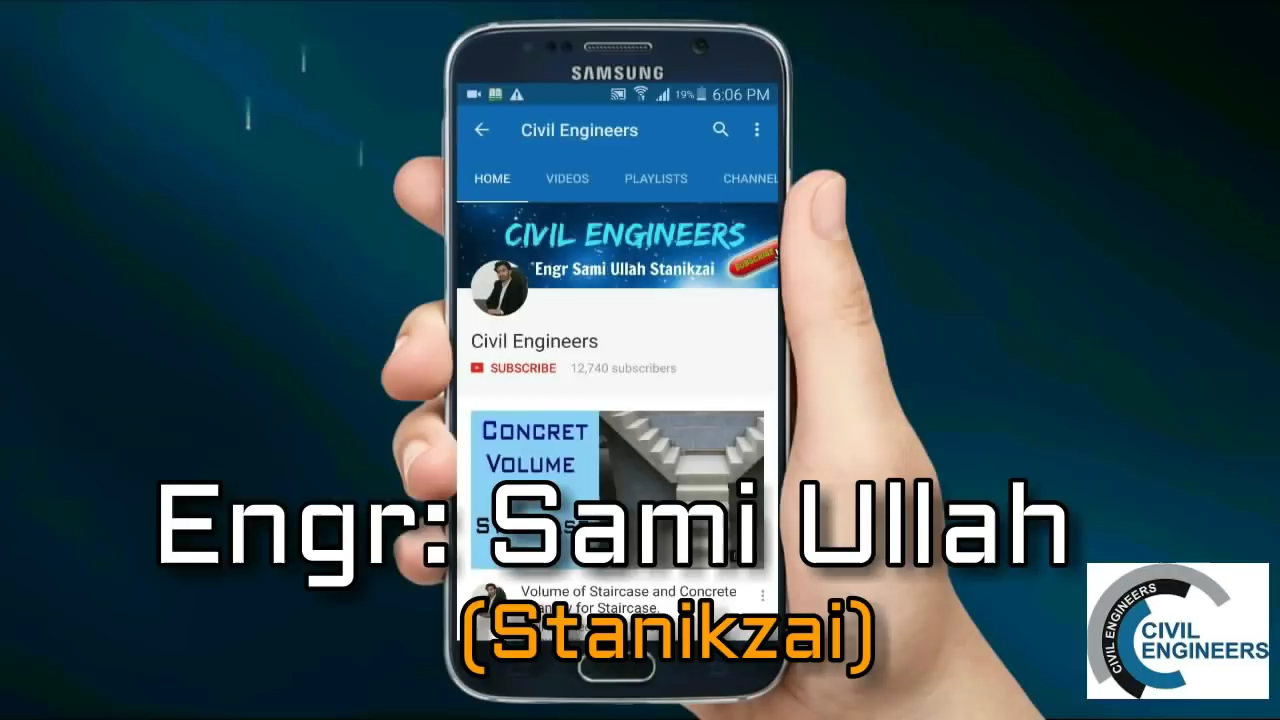 SAMSUNG
19% 6:06 PM
Civil Engineers
HOME VIDEOS PLAYLISTS CHANNEL
CIVIL ENGINEERS
Engr Sami Ullah Stanikzai
SUBSCRIBE
Civil Engineers
SUBSCRIBE 12,740 subscribers
CONCRET
VOLUME
Engr: Sami Ullah
Volume of Staircase and Concrete
for Staircase.
(Stanikzai)
CIVIL ENGINEERS
CIVIL
ENGINEERS